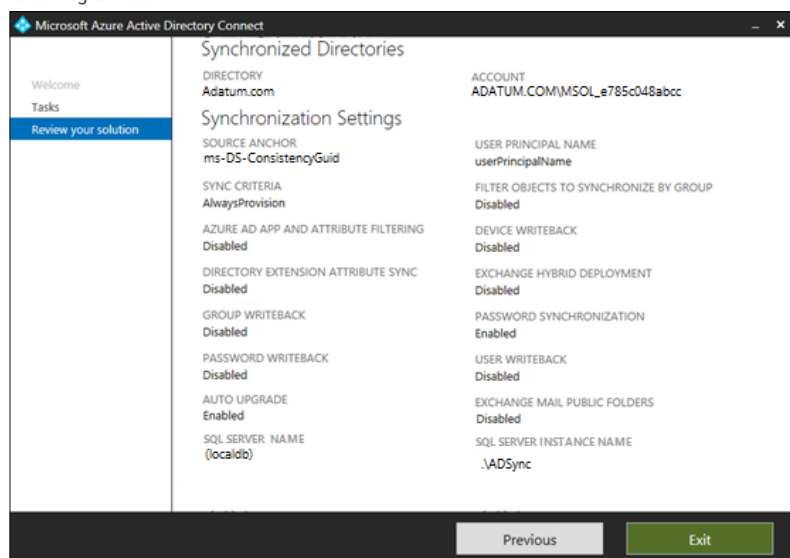 Microsoft Azure Active Directory Connect
Welcome
Tasks
Review your solution
Synchronized Directories
DIRECTORY
Adatum.com
ACCOUNT
ADATUM.COM\MSOL_e785c048abcc
Synchronization Settings
SOURCE ANCHOR
ms-DS-ConsistencyGuid
USER PRINCIPAL NAME
userPrincipalName
SYNC CRITERIA
AlwaysProvision
FILTER OBJECTS TO SYNCHRONIZE BY GROUP
Disabled
AZURE AD APP AND ATTRIBUTE FILTERING
Disabled
DEVICE WRITEBACK
Disabled
DIRECTORY EXTENSION ATTRIBUTE SYNC
Disabled
EXCHANGE HYBRID DEPLOYMENT
Disabled
GROUP WRITEBACK
Disabled
PASSWORD SYNCHRONIZATION
Enabled
PASSWORD WRITEBACK
Disabled
USER WRITEBACK
Disabled
AUTO UPGRADE
Enabled
EXCHANGE MAIL PUBLIC FOLDERS
Disabled
SQL SERVER NAME
(localdb)
SQL SERVER INSTANCE NAME
.\ADSync
Previous
Exit